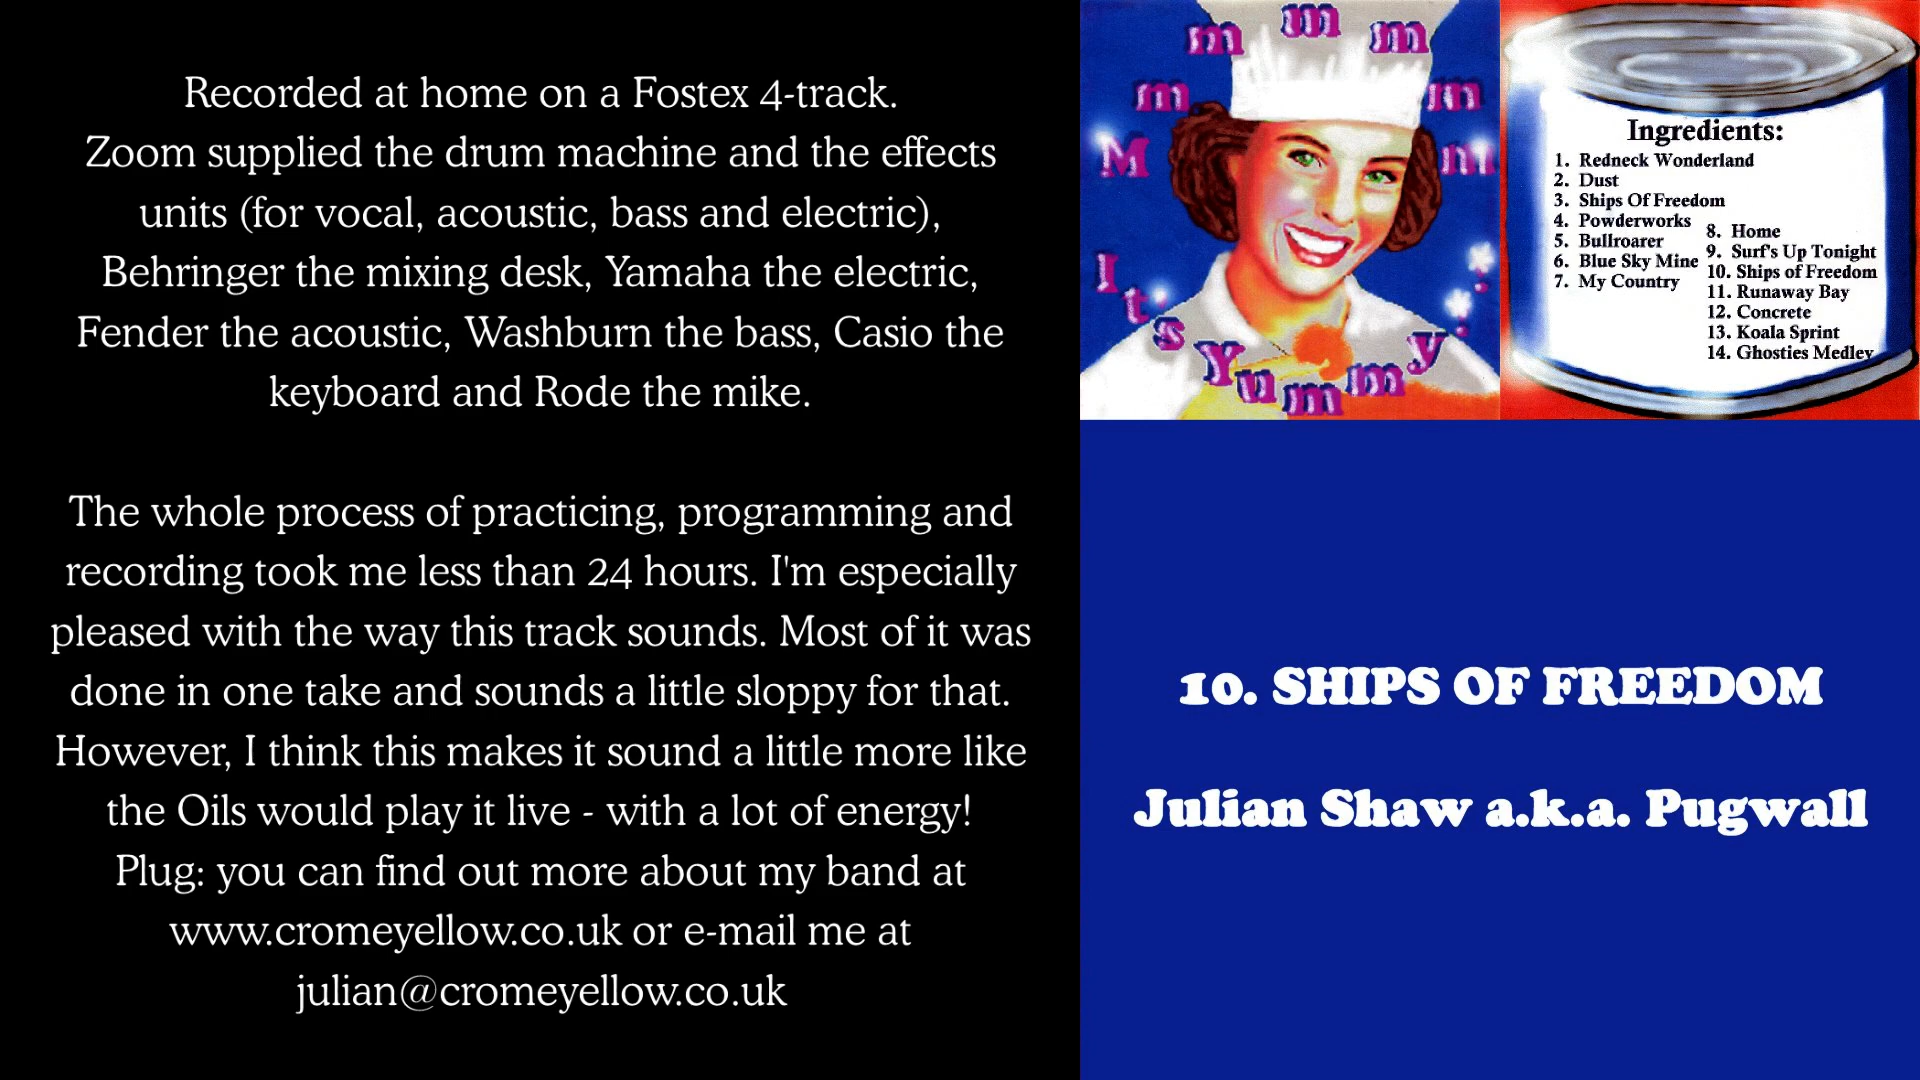 Recorded at home on a Fostex 4-track.
Zoom supplied the drum machine and the effects
units (for vocal, acoustic, bass and electric),
Behringer the mixing desk, Yamaha the electric,
Fender the acoustic, Washburn the bass, Casio the
keyboard and Rode the mike.
The whole process of practicing, programming and
recording took me less than 24 hours. I'm especially
pleased with the way this track sounds. Most of it was
done in one take and sounds a little sloppy for that.
However, I think this makes it sound a little more like
the Oils would play it live - with a lot of energy!
Plug: you can find out more about my band at
www.cromeyellow.co.uk or e-mail me at
julian@cromeyellow.co.uk
M m m m m m m m
It's Yummy!
Ingredients:
1. Redneck Wonderland
2. Dust
3. Ships Of Freedom
4. Powderworks
5. Bullroarer
6. Blue Sky Mine
7. My Country
8. Home
9. Surf's Up Tonight
10. Ships of Freedom
11. Runaway Bay
12. Concrete
13. Koala Sprint
14. Ghosties Medley
10. SHIPS OF FREEDOM
Julian Shaw a.k.a. Pugwall